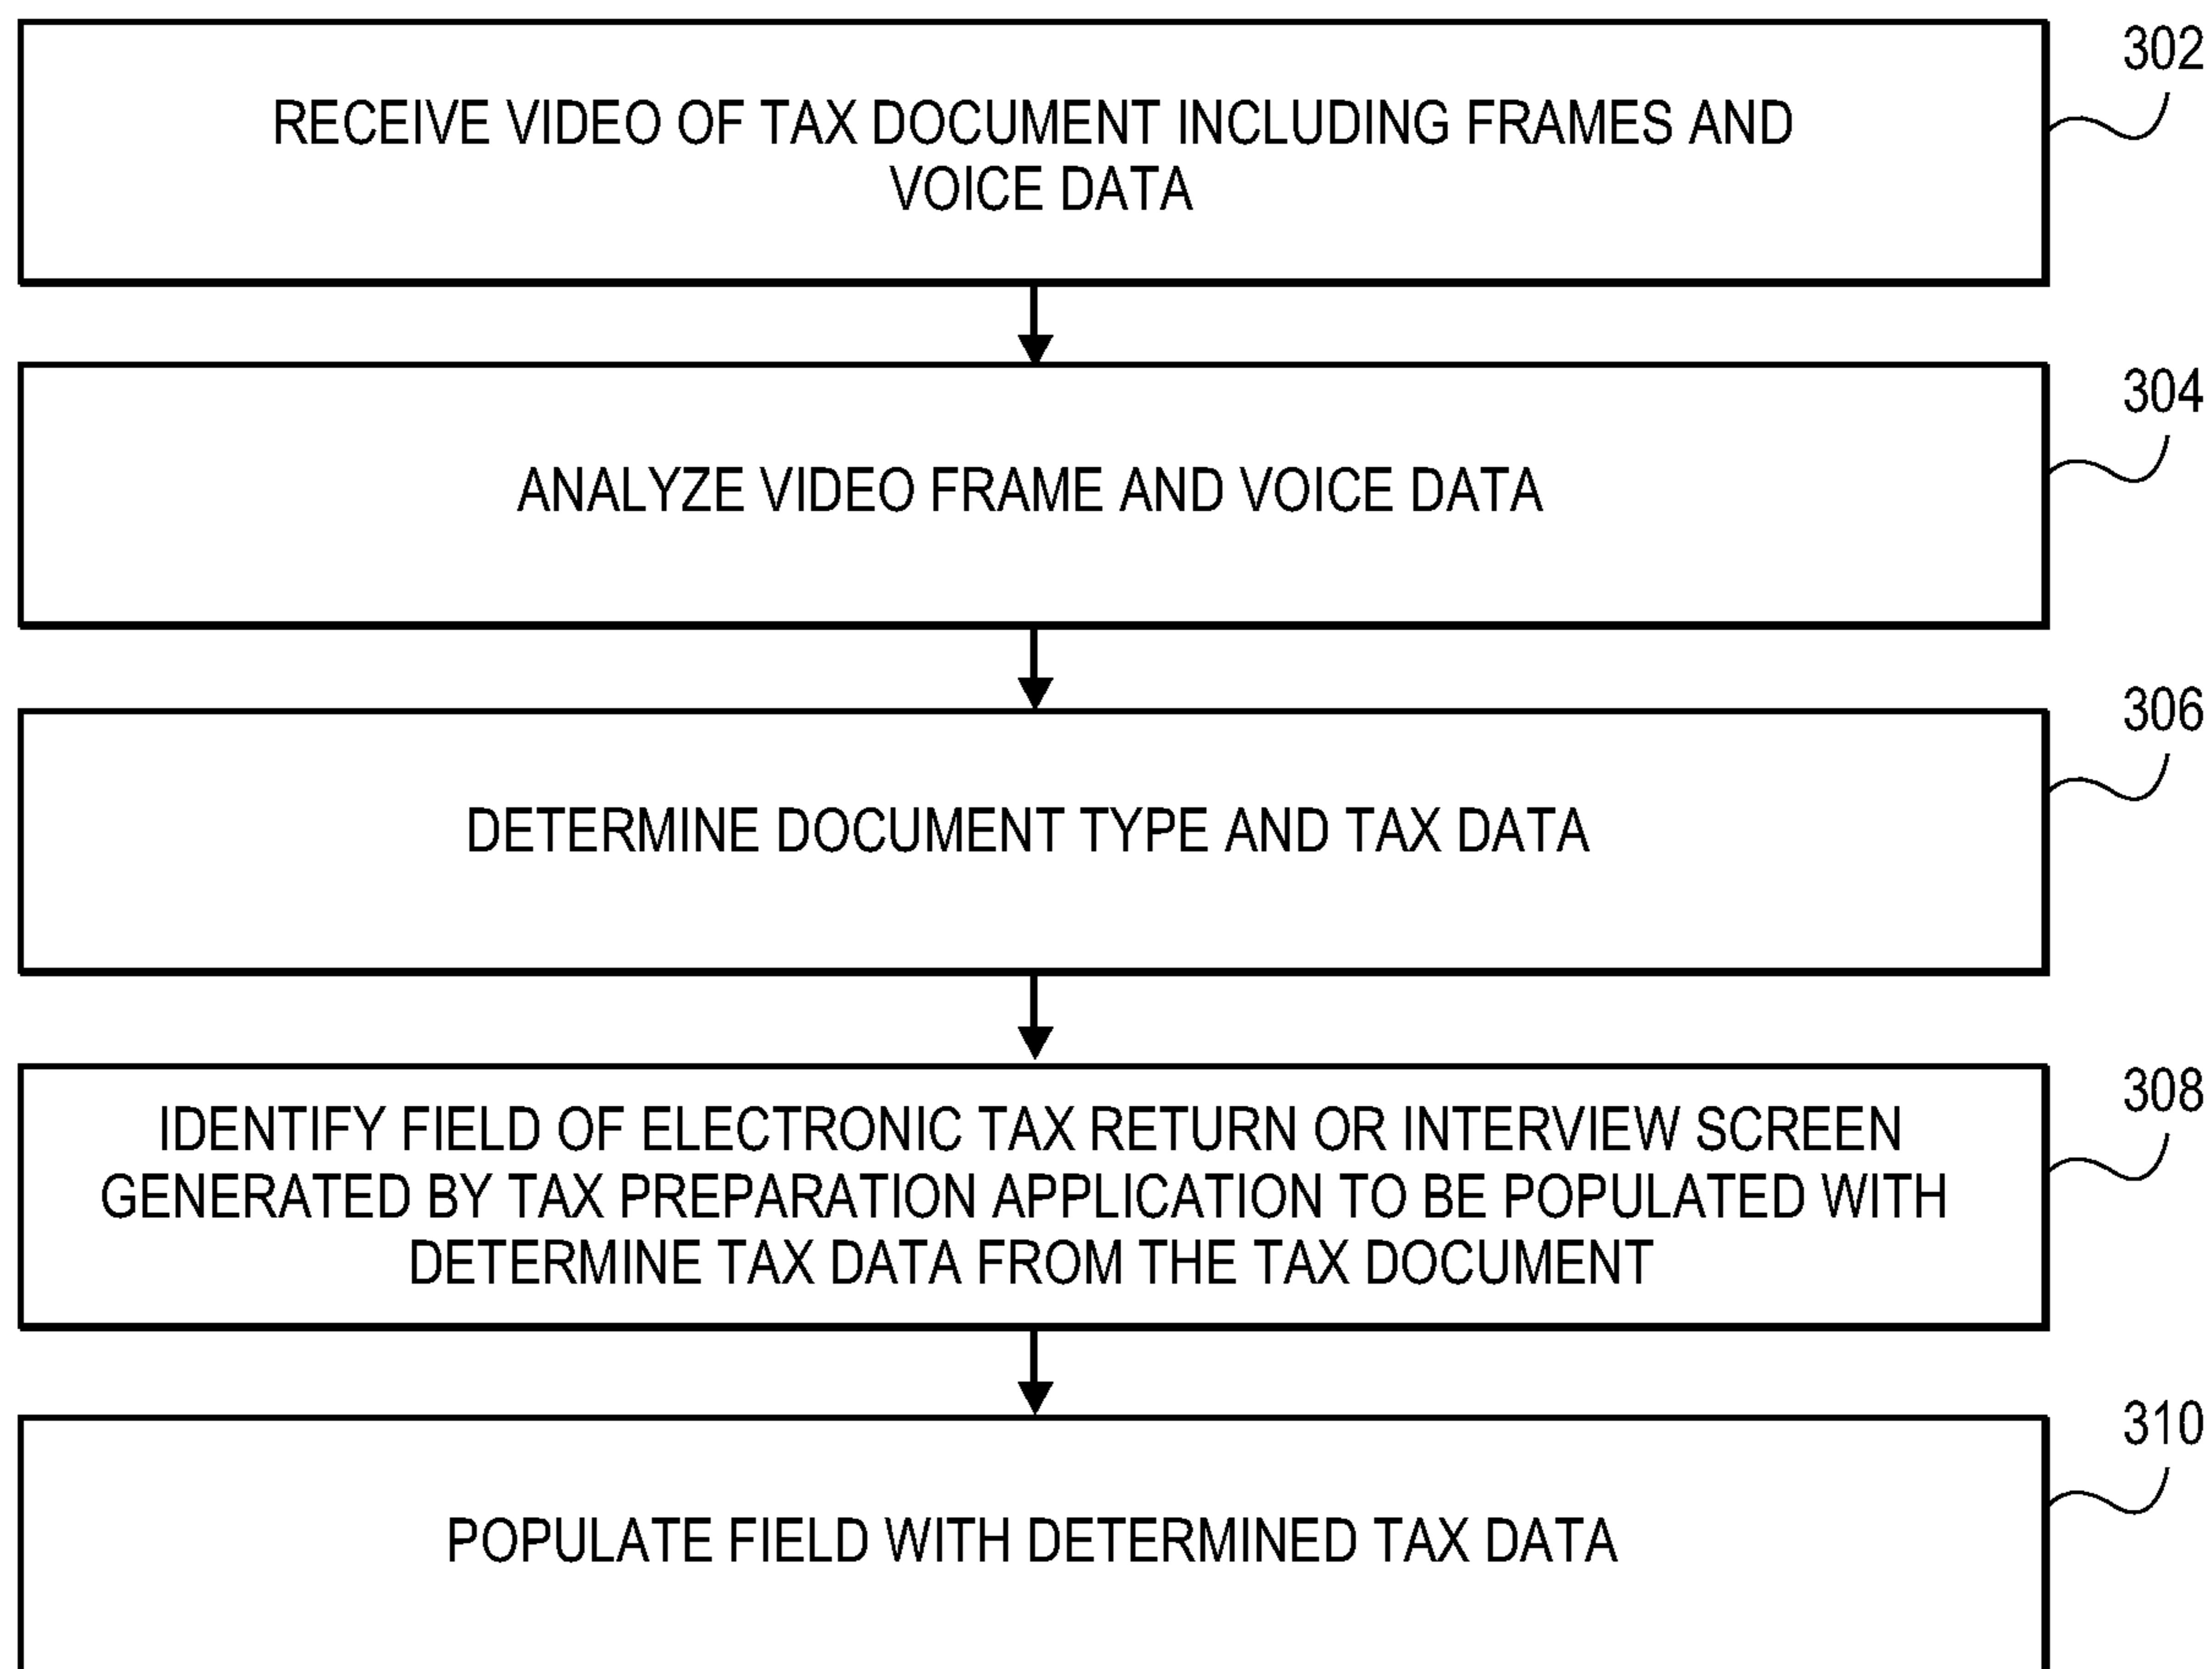 302
RECEIVE VIDEO OF TAX DOCUMENT INCLUDING FRAMES AND
VOICE DATA
304
ANALYZE VIDEO FRAME AND VOICE DATA
306
DETERMINE DOCUMENT TYPE AND TAX DATA
308
IDENTIFY FIELD OF ELECTRONIC TAX RETURN OR INTERVIEW SCREEN
GENERATED BY TAX PREPARATION APPLICATION TO BE POPULATED WITH
DETERMINE TAX DATA FROM THE TAX DOCUMENT
310
POPULATE FIELD WITH DETERMINED TAX DATA